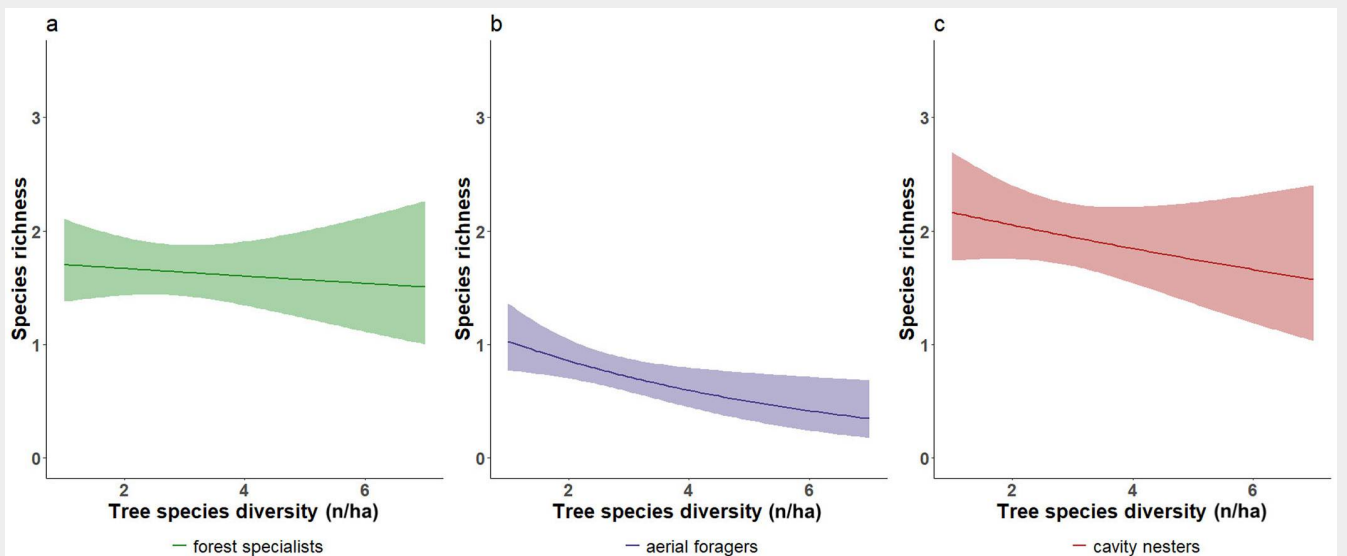 a
Species richness
3
2
1
0
2 4 6
Tree species diversity (n/ha)
forest specialists
b
Species richness
3
2
1
0
2 4 6
Tree species diversity (n/ha)
aerial foragers
c
Species richness
3
2
1
0
2 4 6
Tree species diversity (n/ha)
cavity nesters